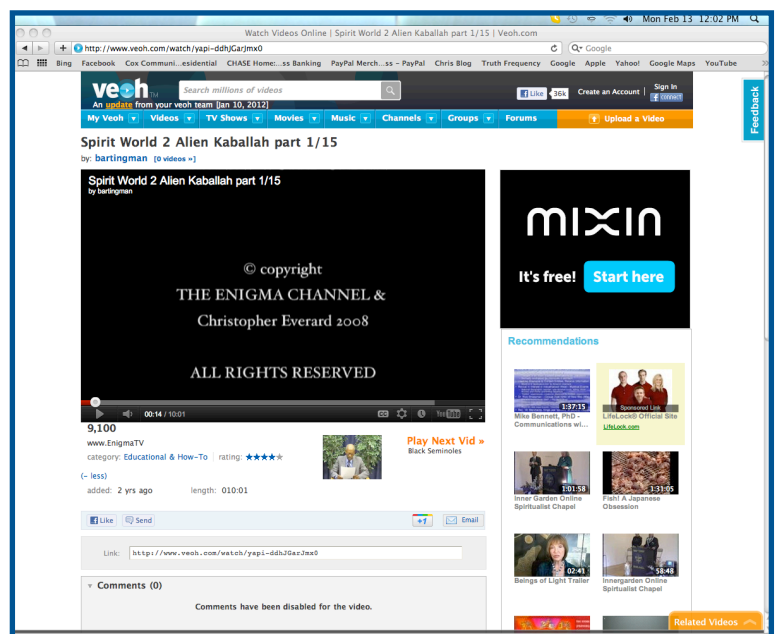 Mon Feb 13 12:02 PM
Watch Videos Online | Spirit World 2 Alien Kaballah part 1/15 | Veoh.com
http://www.veoh.com/watch/yapi-ddhJGarJmx0
Google
Bing Facebook Cox Communi...esidential CHASE Home:...ss Banking PayPal Merch...ss – PayPal Chris Blog Truth Frequency Google Apple Yahoo! Google Maps YouTube
veoh TM
Search millions of videos
Like 36k
Create an Account | Sign In
connect
An update from your veoh team [Jan 10, 2012]
Feedback
My Veoh Videos TV Shows Movies Music Channels Groups Forums Upload a Video
Spirit World 2 Alien Kaballah part 1/15
by: bartingman [0 videos »]
Spirit World 2 Alien Kaballah part 1/15
by bartingman
© copyright
THE ENIGMA CHANNEL &
Christopher Everard 2008
ALL RIGHTS RESERVED
00:14 / 10:01
CC
YouTube
mixin
It's free! Start here
9,100
www.EnigmaTV
category: Educational & How-To | rating:
(- less)
added: 2 yrs ago length: 010:01
Play Next Vid »
Black Seminoles
Like Send +1 Email
Link: http://www.veoh.com/watch/yapi-ddhJGarJmx0
Comments (0)
Comments have been disabled for the video.
Recommendations
1:37:15
Mike Bennett, PhD -
Communications wi...
Sponsored Link
LifeLock® Official Site
LifeLock.com
1:01:58
Inner Garden Online
Spiritualist Chapel
1:31:05
Fish! A Japanese
Obsession
02:41
Beings of Light Trailer
58:48
Innergarden Online
Spirtualist Chapel
Related Videos